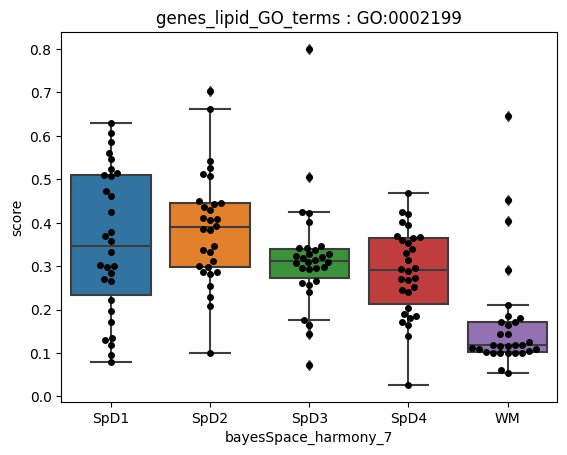 genes_lipid_GO_terms : GO:0002199
score
0.8
0.7
0.6
0.5
0.4
0.3
0.2
0.1
0.0
SpD1 SpD2 SpD3 SpD4 WM
bayesSpace_harmony_7